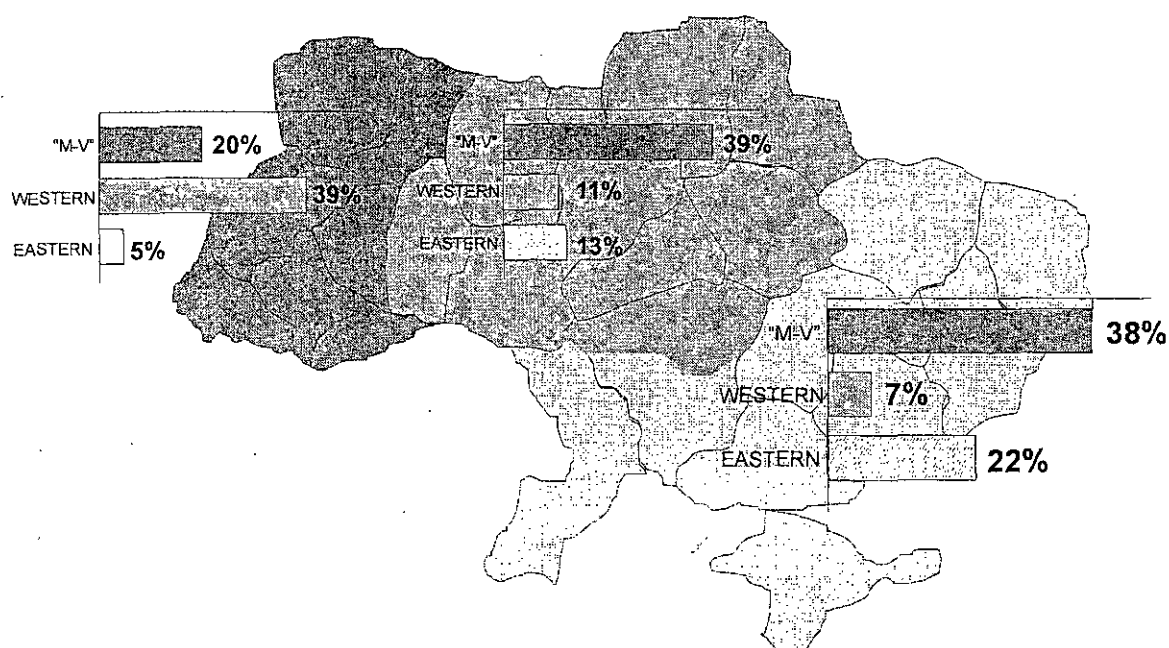 "M-V" 20%
WESTERN 39%
EASTERN 5%
"M-V" 39%
WESTERN 11%
EASTERN 13%
"M-V" 38%
WESTERN 7%
EASTERN 22%